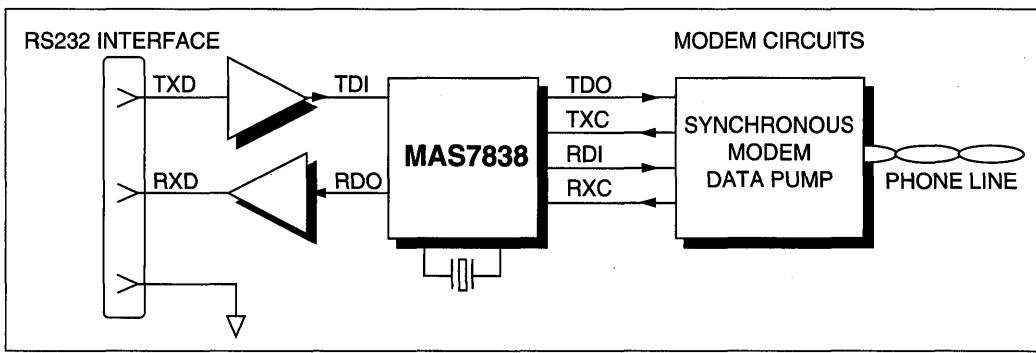 RS232 INTERFACE
MODEM CIRCUITS
TXD
TDI
TDO
TXC
RDI
RXC
RXD
RDO
MAS7838
SYNCHRONOUS
MODEM
DATA PUMP
PHONE LINE